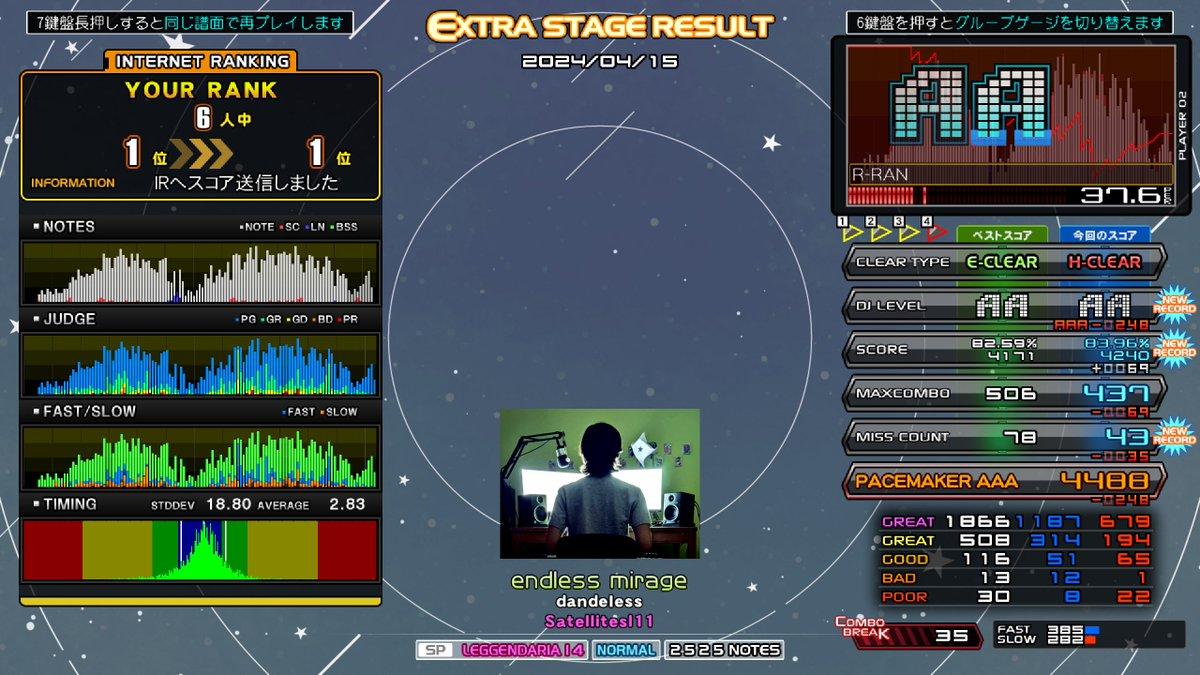 7鍵盤長押しすると同じ譜面で再プレイします
EXTRA STAGE RESULT
6鍵盤を押すとグループゲージを切り替えます
2024/04/15
INTERNET RANKING
YOUR RANK
6 人中
1 位 1 位
INFORMATION IRへスコア送信しました
AA
PLAYER 02
R-RAN
37.6
NOTES NOTE SC LN BSS
JUDGE PG GR GD BD PR
FAST/SLOW FAST SLOW
TIMING STDDEV 18.80 AVERAGE 2.83
1 2 3 4
ベストスコア 今回のスコア
CLEAR TYPE E-CLEAR H-CLEAR
DJ LEVEL AA AA NEW RECORD
AAA-0248
SCORE 82.59% 83.96% NEW RECORD
4171 4240
+0069
MAXCOMBO 506 437
-0069
MISS COUNT 78 43 NEW RECORD
-0035
PACEMAKER AAA 4488
-0248
GREAT 1866 1187 679
GREAT 508 314 194
GOOD 116 51 65
BAD 13 12 1
POOR 30 8 22
COMBO BREAK 35
FAST 385
SLOW 282
endless mirage
dandeless
Satellitesl11
SP LEGGENDARIA 14 NORMAL 2525 NOTES